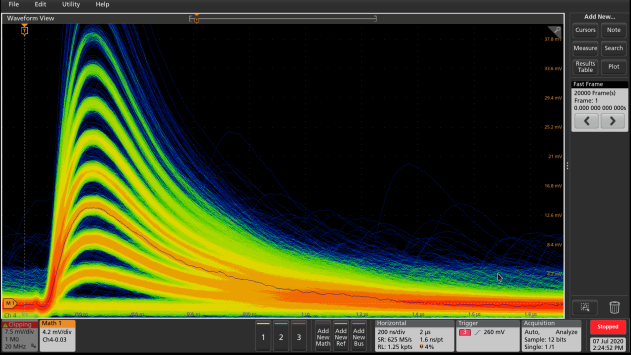 File Edit Utility Help
Waveform View
Add New...
Cursors Note
Measure Search
Results Table Plot
Fast Frame
20000 Frame(s)
Frame: 1
0.000 000 000 000s
37.8 mV
33.6 mV
29.4 mV
25.2 mV
21 mV
16.8 mV
12.6 mV
8.4 mV
M 1
Ch 4
Clipping
7.5 mV/div
1 MΩ
20 MHz
Math 1
4.2 mV/div
Ch4-0.03
1 2 3
Add New Math
Add New Ref
Add New Bus
Horizontal
200 ns/div 2 µs
SR: 625 MS/s 1.6 ns/pt
RL: 1.25 kpts 4%
Trigger
3 260 mV
Acquisition
Auto, Analyze
Sample: 12 bits
Single: 1/1
Stopped
07 Jul 2020
2:24:52 PM